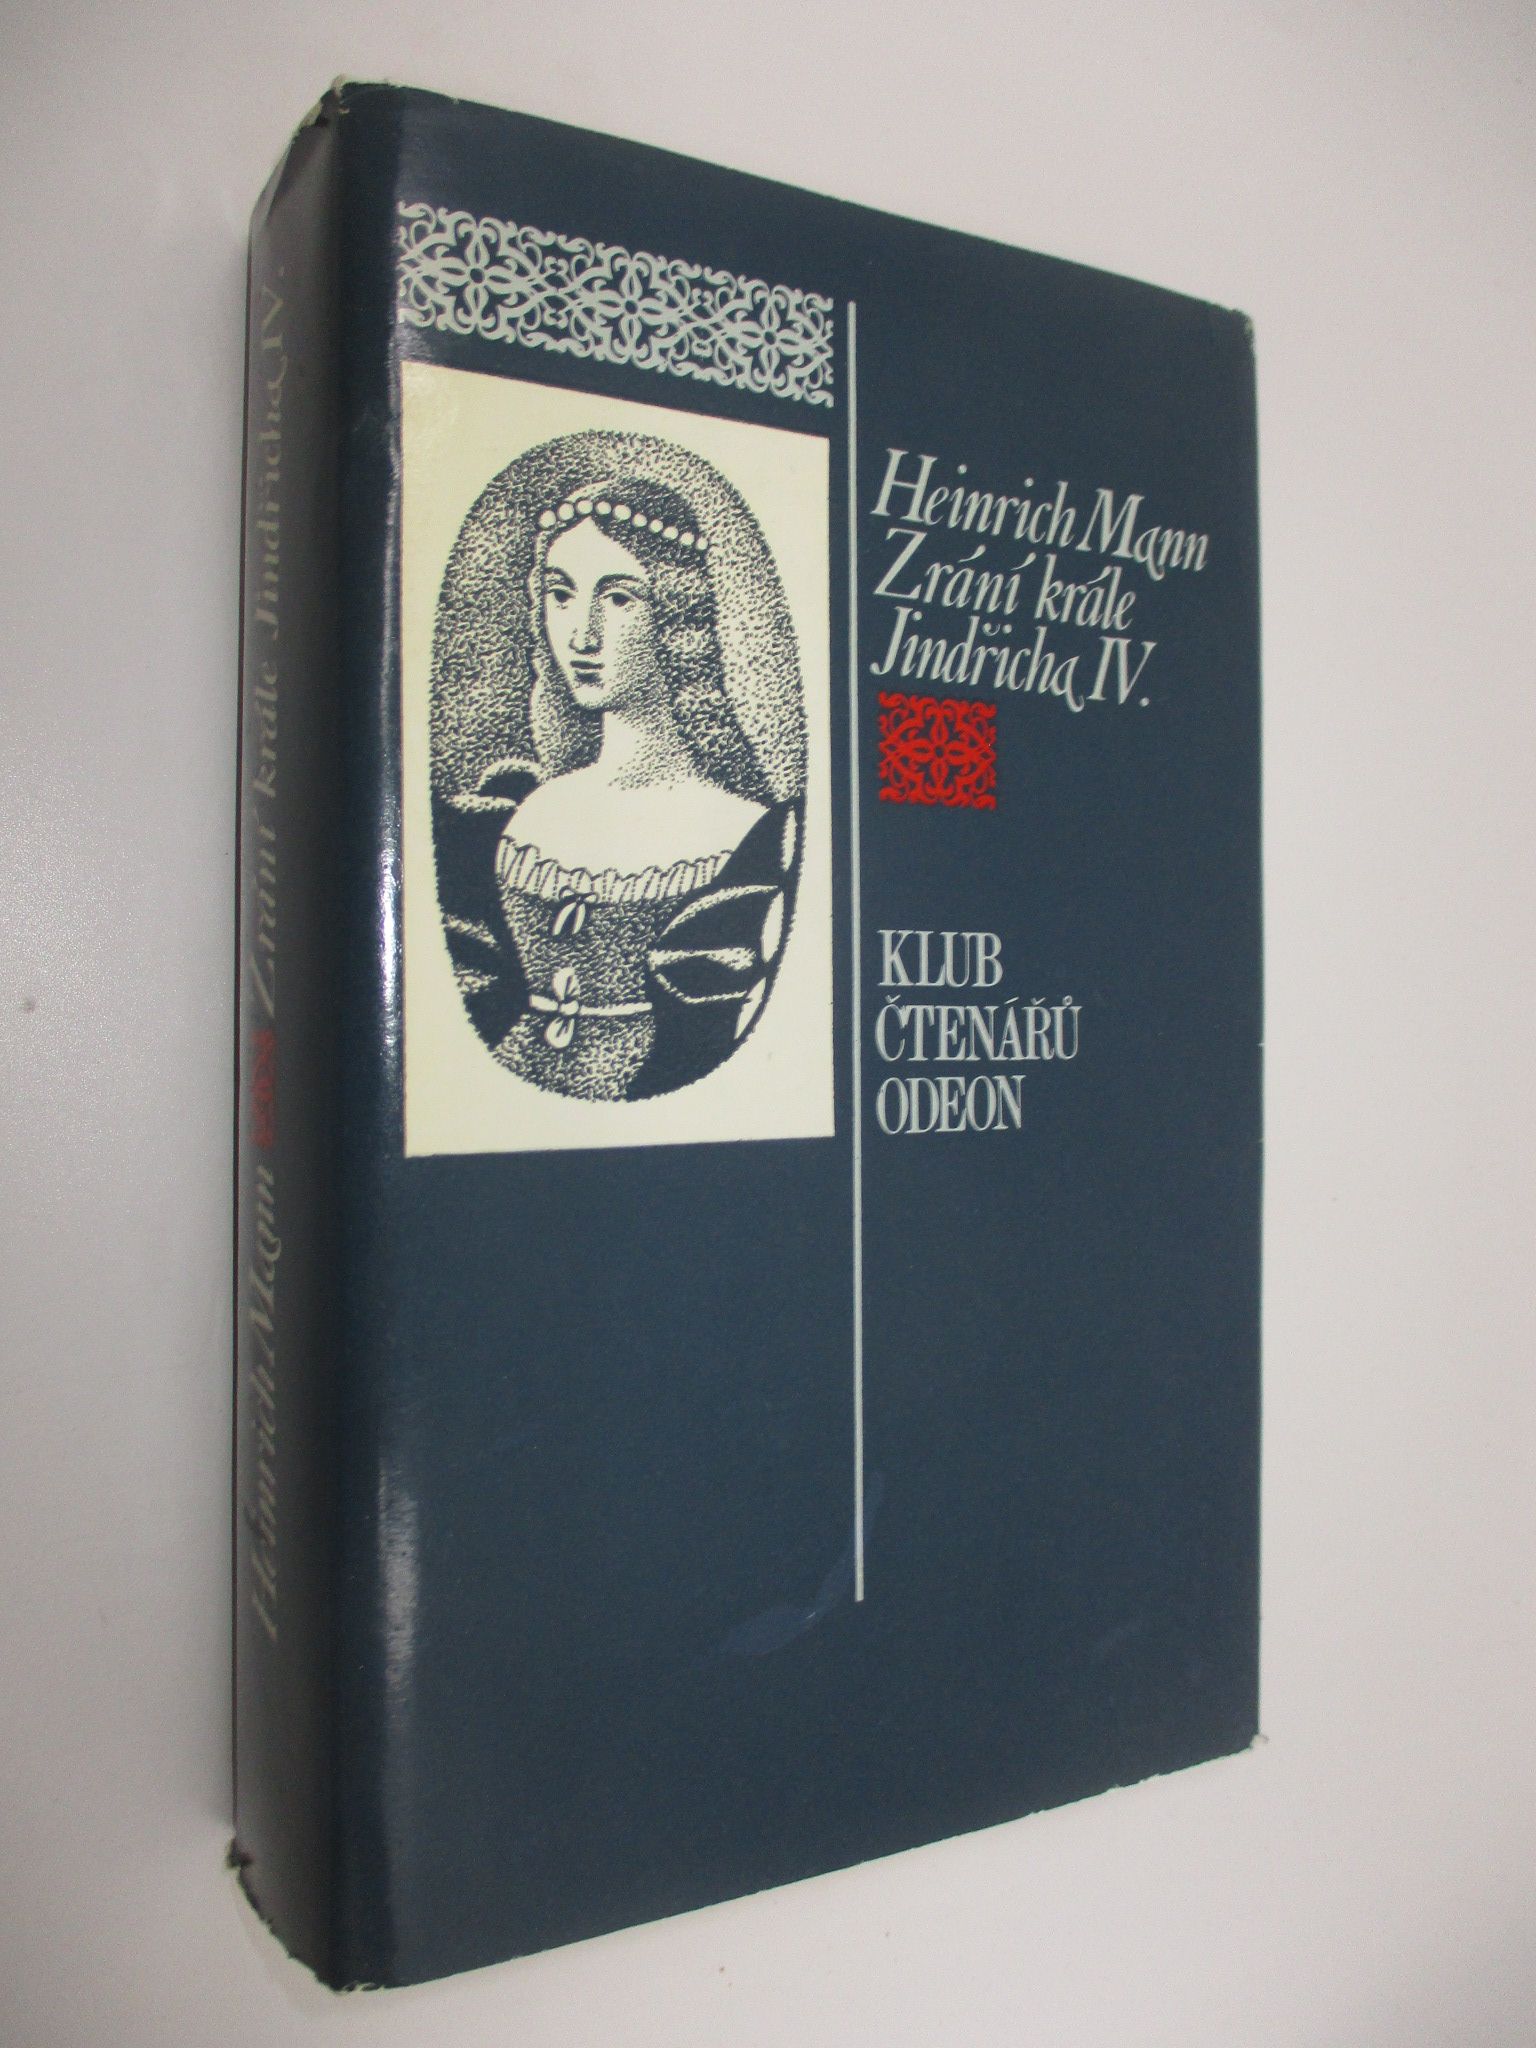 Heinrich Mann
Zrání krále
Jindřicha IV.
KLUB
ČTENÁŘŮ
ODEON
Heinrich Mann Zrání krále Jindřicha IV.